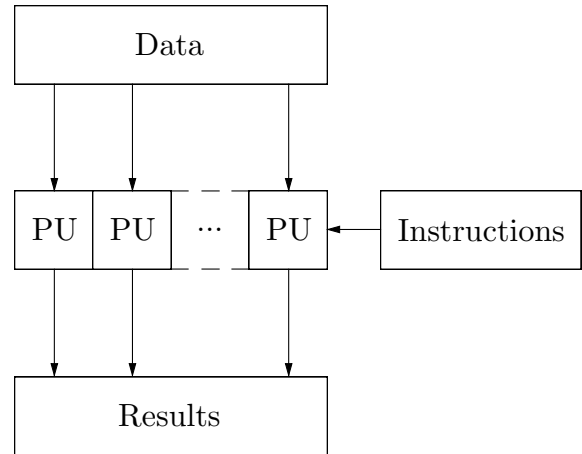 Data
PU PU ... PU Instructions
Results